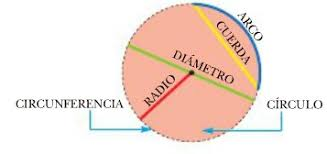 ARCO
CUERDA
DIÁMETRO
RADIO
CIRCUNFERENCIA
CÍRCULO